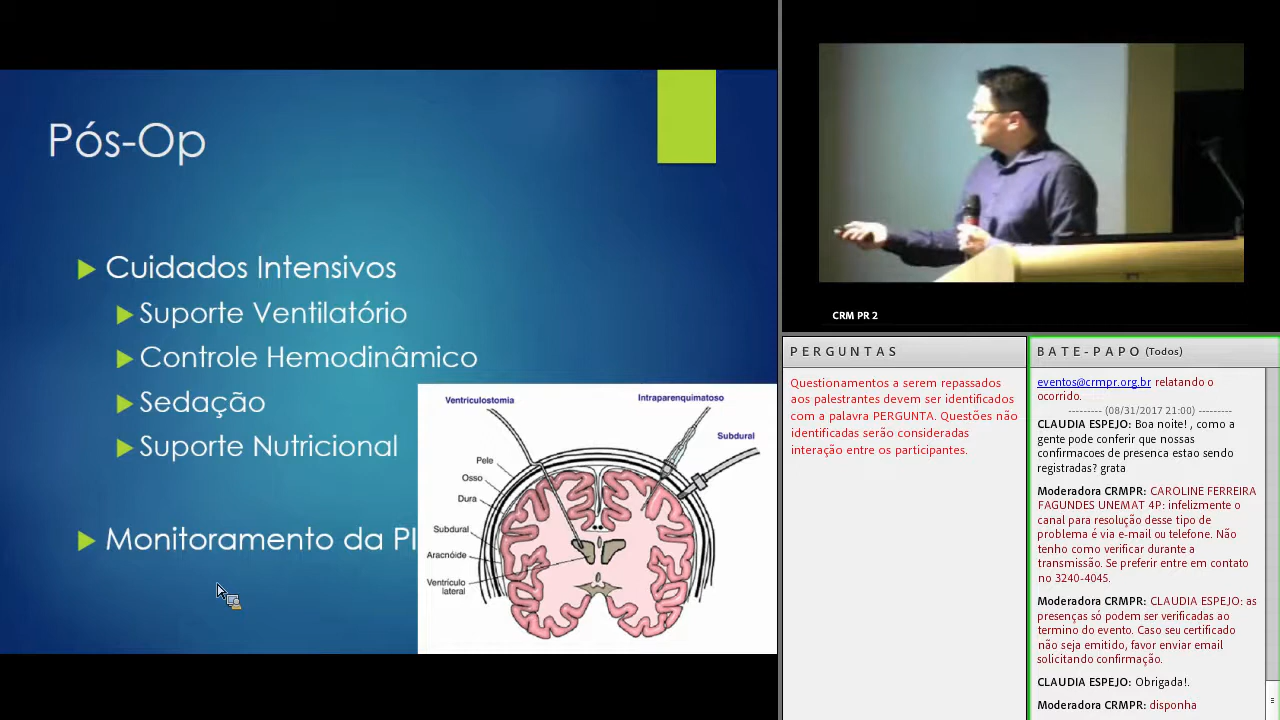 Pós-Op
Cuidados Intensivos
Suporte Ventilatório
Controle Hemodinâmico
Sedação
Suporte Nutricional
Monitoramento da PI
Ventriculostomia
Intraparenquimatoso
Subdural
Pele
Osso
Dura
Subdural
Aracnóide
Ventrículo
lateral
CRM PR 2
PERGUNTAS
Questionamentos a serem repassados
aos palestrantes devem ser identificados
com a palavra PERGUNTA. Questões não
identificadas serão consideradas
interação entre os participantes.
BATE-PAPO (Todos)
eventos@crmpr.org.br relatando o
ocorrido.
--------- (08/31/2017 21:00) ---------
CLAUDIA ESPEJO: Boa noite! , como a
gente pode conferir que nossas
confirmacoes de presenca estao sendo
registradas? grata
Moderadora CRMPR: CAROLINE FERREIRA
FAGUNDES UNEMAT 4P: infelizmente o
canal para resolução desse tipo de
problema é via e-mail ou telefone. Não
tenho como verificar durante a
transmissão. Se preferir entre em contato
no 3240-4045.
Moderadora CRMPR: CLAUDIA ESPEJO: as
presenças só podem ser verificadas ao
termino do evento. Caso seu certificado
não seja emitido, favor enviar email
solicitando confirmação.
CLAUDIA ESPEJO: Obrigada!.
Moderadora CRMPR: disponha